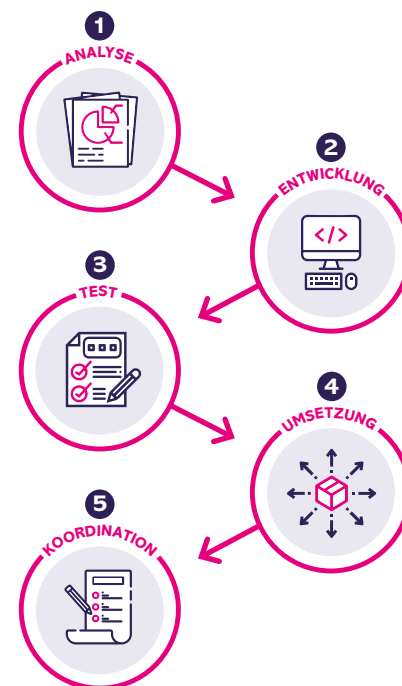 1
ANALYSE
2
ENTWICKLUNG
</>
3
TEST
4
UMSETZUNG
5
KOORDINATION